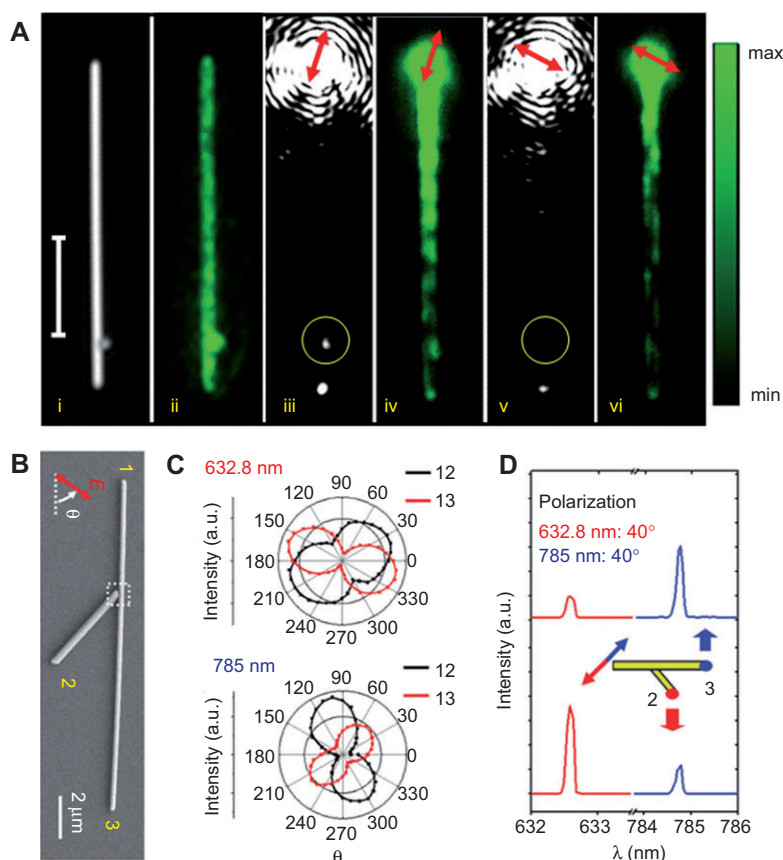 A
i
ii
iii
iv
v
vi
max
min
B
E
θ
1
2
3
2 μm
C
632.8 nm
12
13
90
60
30
0
330
300
270
240
210
180
150
120
Intensity (a.u.)
785 nm
12
13
90
60
30
0
330
300
270
240
210
180
150
120
Intensity (a.u.)
θ
D
Polarization
632.8 nm: 40°
785 nm: 40°
2
3
Intensity (a.u.)
632 633 784 785 786
λ (nm)